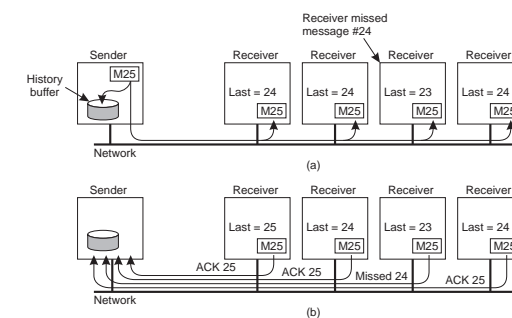 Receiver missed
message #24
Sender Receiver Receiver Receiver Receiver
M25
History
buffer
Last = 24 Last = 24 Last = 23 Last = 24
M25 M25 M25
Network
(a)
Sender Receiver Receiver Receiver Receiver
Last = 25 Last = 24 Last = 23 Last = 24
M25 M25 M25
ACK 25 ACK 25 Missed 24 ACK 25
Network
(b)